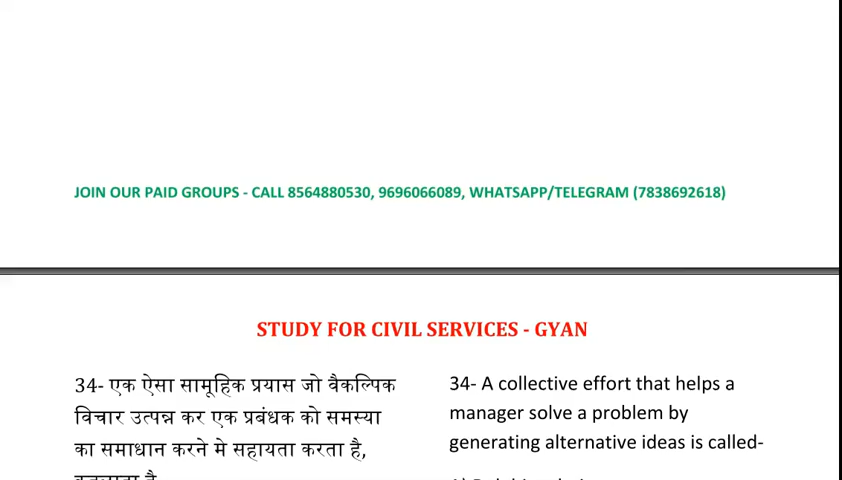 JOIN OUR PAID GROUPS - CALL 8564880530, 9696066089, WHATSAPP/TELEGRAM (7838692618)
STUDY FOR CIVIL SERVICES - GYAN
34- एक ऐसा सामूहिक प्रयास जो वैकल्पिक
विचार उत्पन्न कर एक प्रबंधक को समस्या
का समाधान करने मे सहायता करता है,
34- A collective effort that helps a
manager solve a problem by
generating alternative ideas is called-